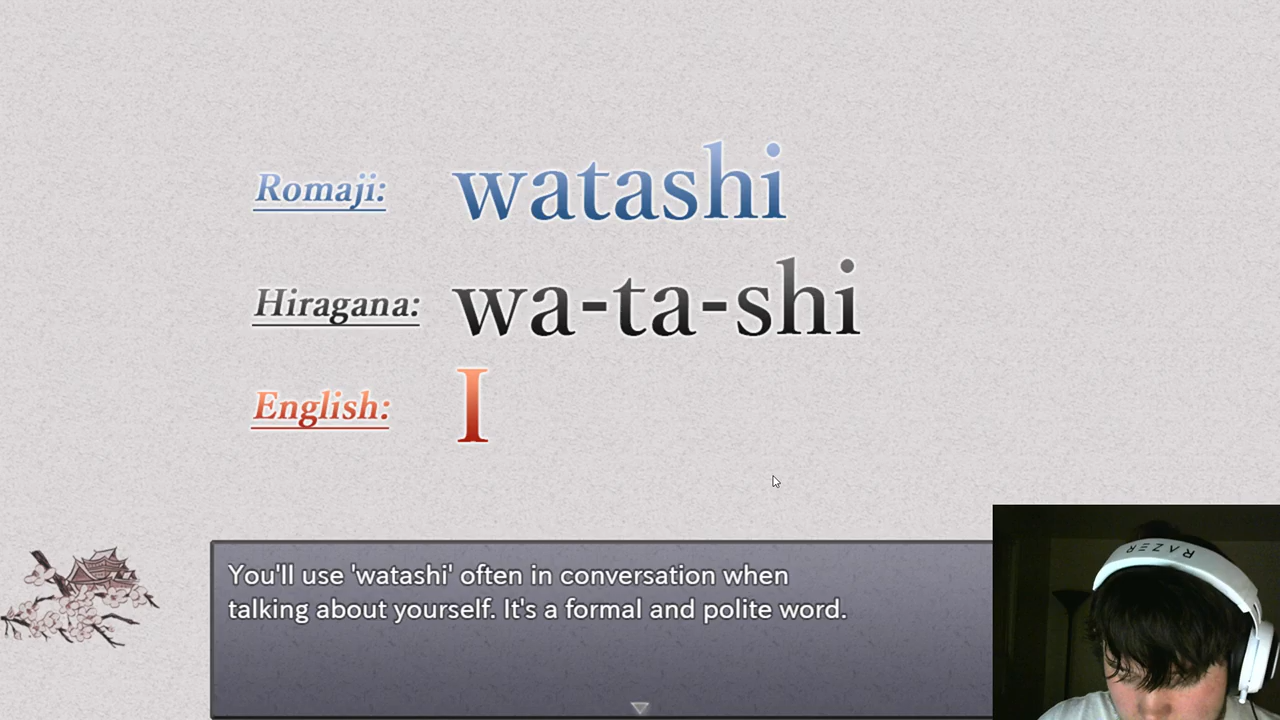 Romaji: watashi
Hiragana: wa-ta-shi
English: I
You'll use 'watashi' often in conversation when
talking about yourself. It's a formal and polite word.
RAZER